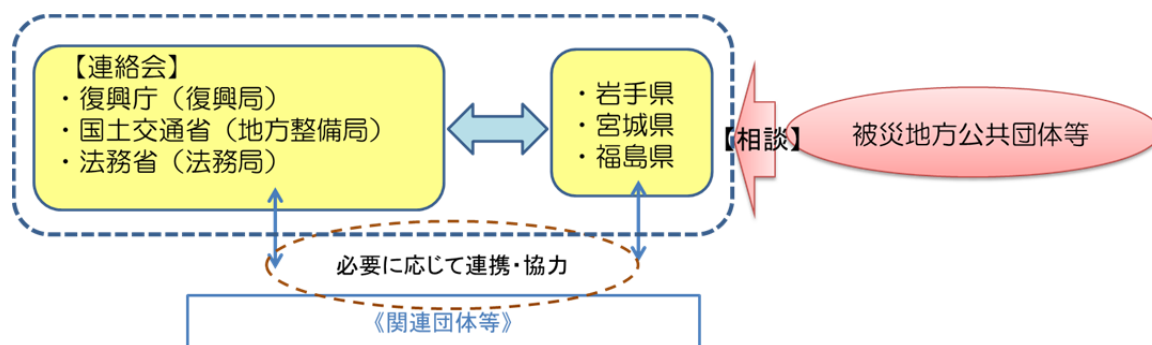 【連絡会】
・復興庁（復興局）
・国土交通省（地方整備局）
・法務省（法務局）
・岩手県
・宮城県
・福島県
【相談】
被災地方公共団体等
必要に応じて連携・協力
《関連団体等》